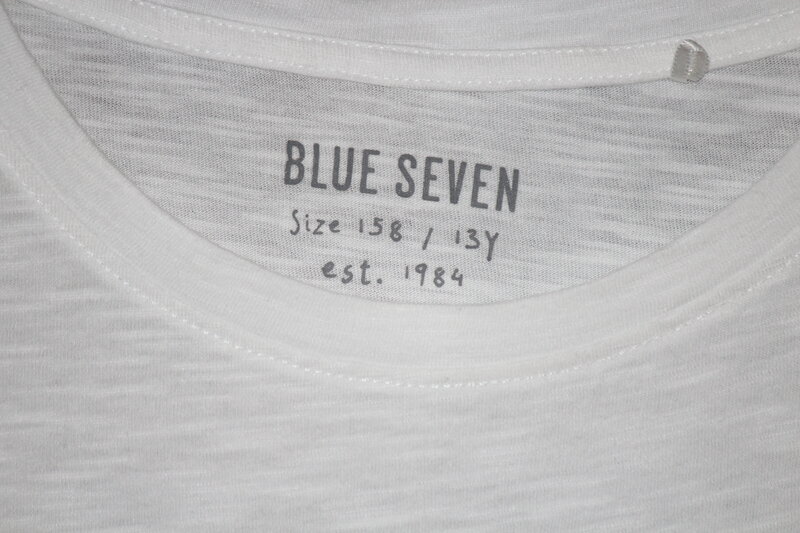 BLUE SEVEN
Size 158 / 13Y
est. 1984